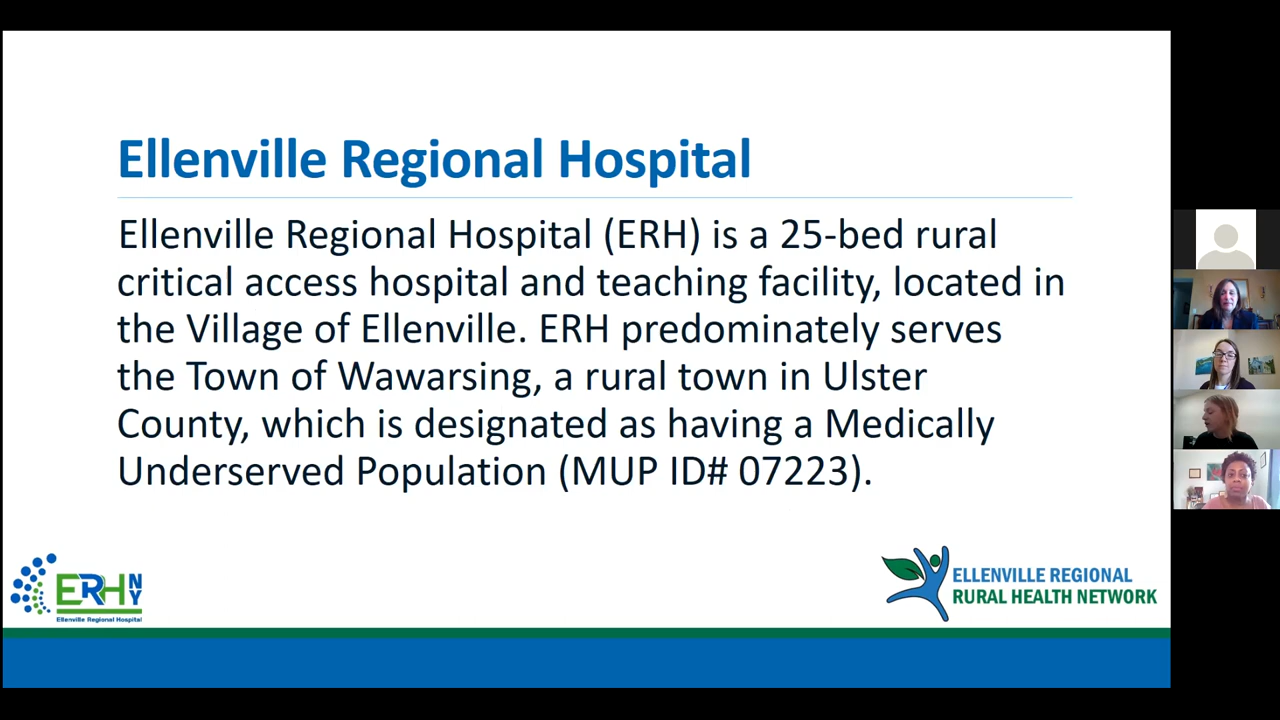 Ellenville Regional Hospital
Ellenville Regional Hospital (ERH) is a 25-bed rural
critical access hospital and teaching facility, located in
the Village of Ellenville. ERH predominately serves
the Town of Wawarsing, a rural town in Ulster
County, which is designated as having a Medically
Underserved Population (MUP ID# 07223).
ERHNY
Ellenville Regional Hospital
ELLENVILLE REGIONAL
RURAL HEALTH NETWORK